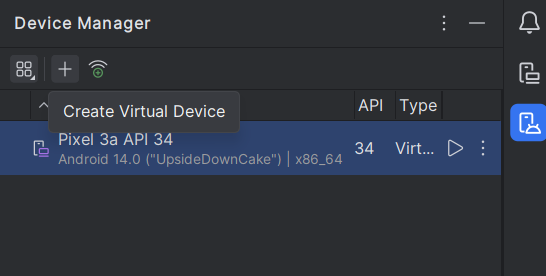 Device Manager
Create Virtual Device
API
Type
Pixel 3a API 34
Android 14.0 ("UpsideDownCake") | x86_64
34
Virt...